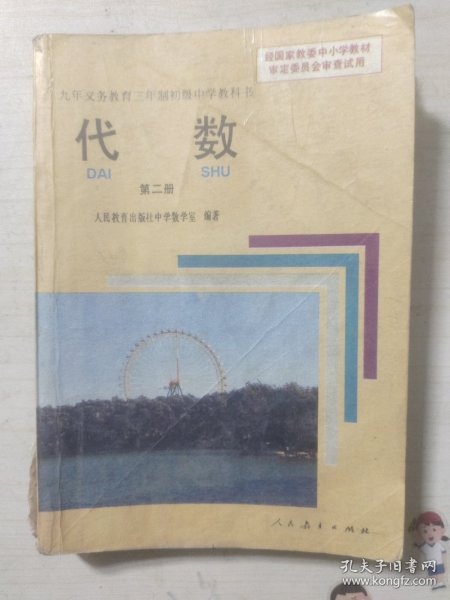 经国家教委中小学教材
审定委员会审查试用
九年义务教育三年制初级中学教科书
代 数
DAI SHU
第二册
人民教育出版社中学数学室 编著
人民教育出版社
孔夫子旧书网
www.kongfz.com